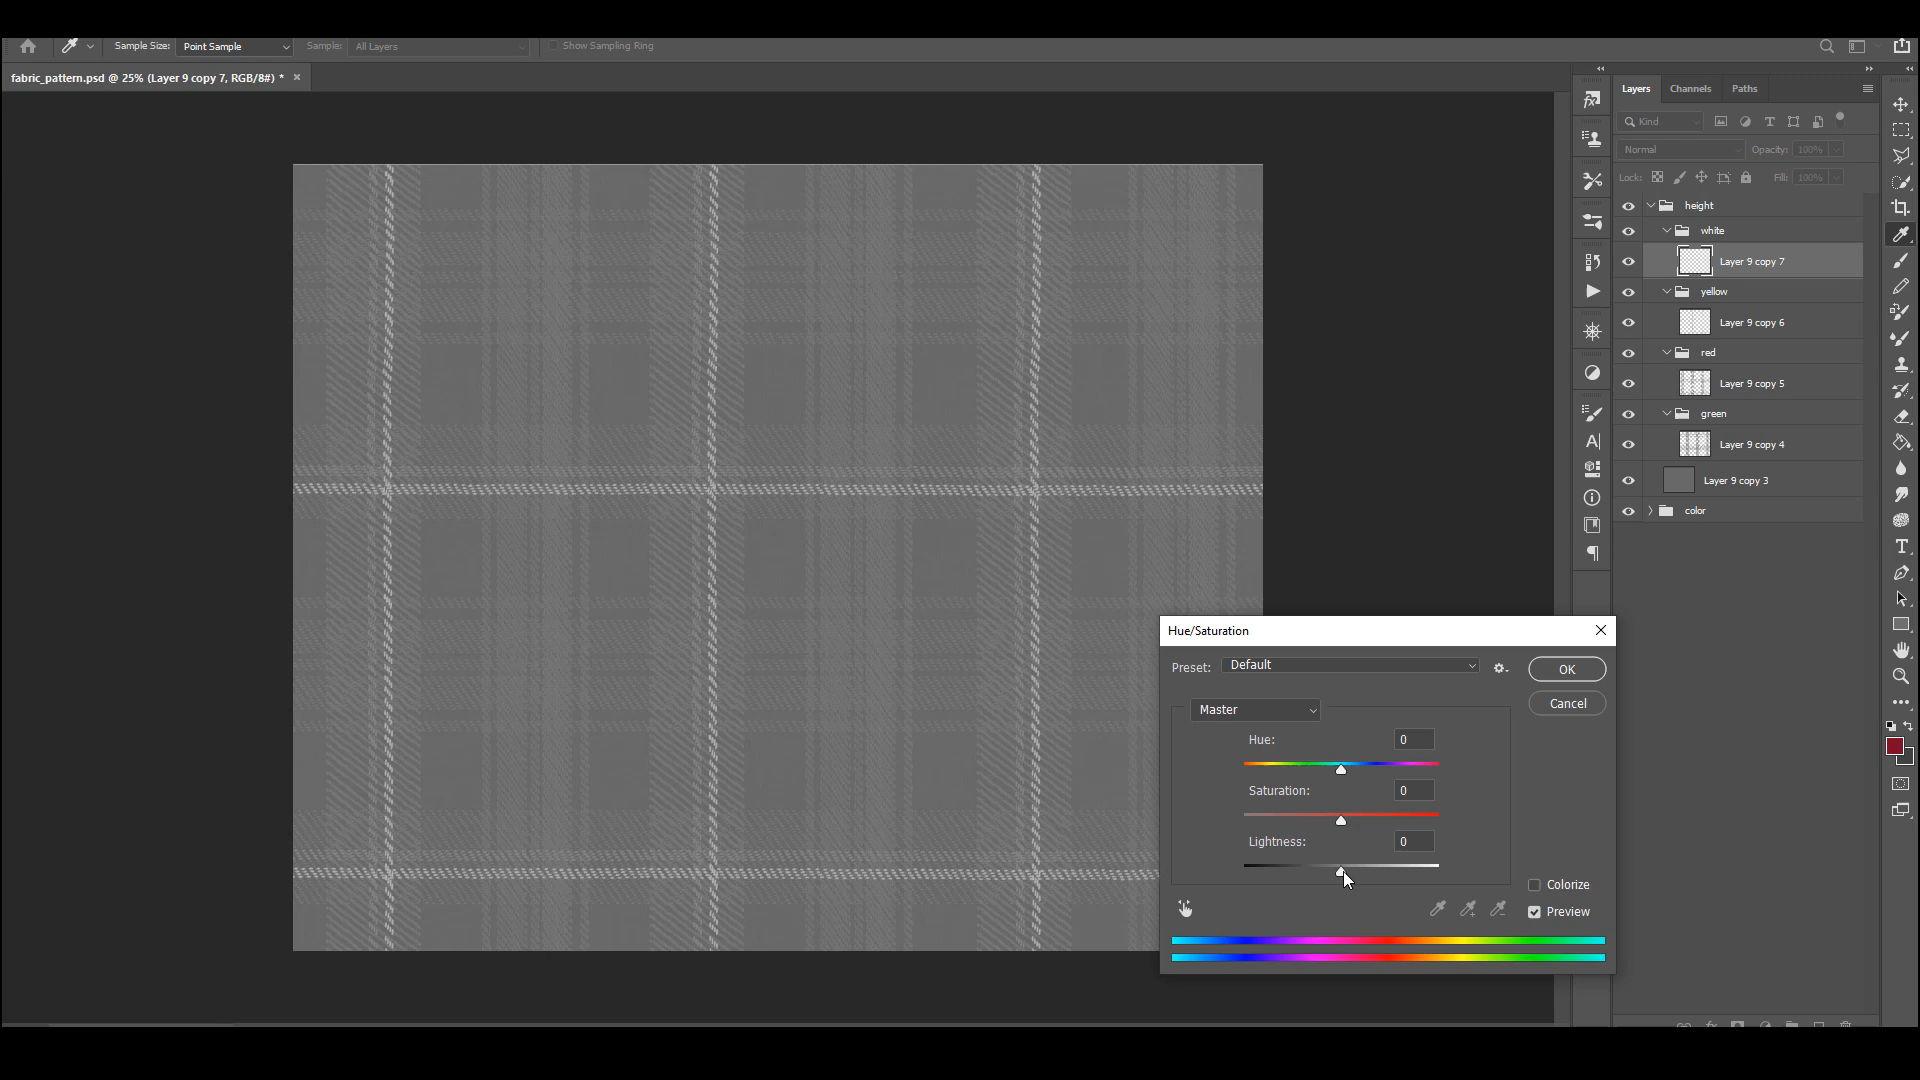 Sample Size: Point Sample Sample: All Layers Show Sampling Ring
fabric_pattern.psd @ 25% (Layer 9 copy 7, RGB/8#) *
Layers Channels Paths
Kind
Normal Opacity: 100%
Lock: Fill: 100%
height
white
Layer 9 copy 7
yellow
Layer 9 copy 6
red
Layer 9 copy 5
green
Layer 9 copy 4
Layer 9 copy 3
color
Hue/Saturation
Preset: Default
OK
Cancel
Master
Hue: 0
Saturation: 0
Lightness: 0
Colorize
Preview